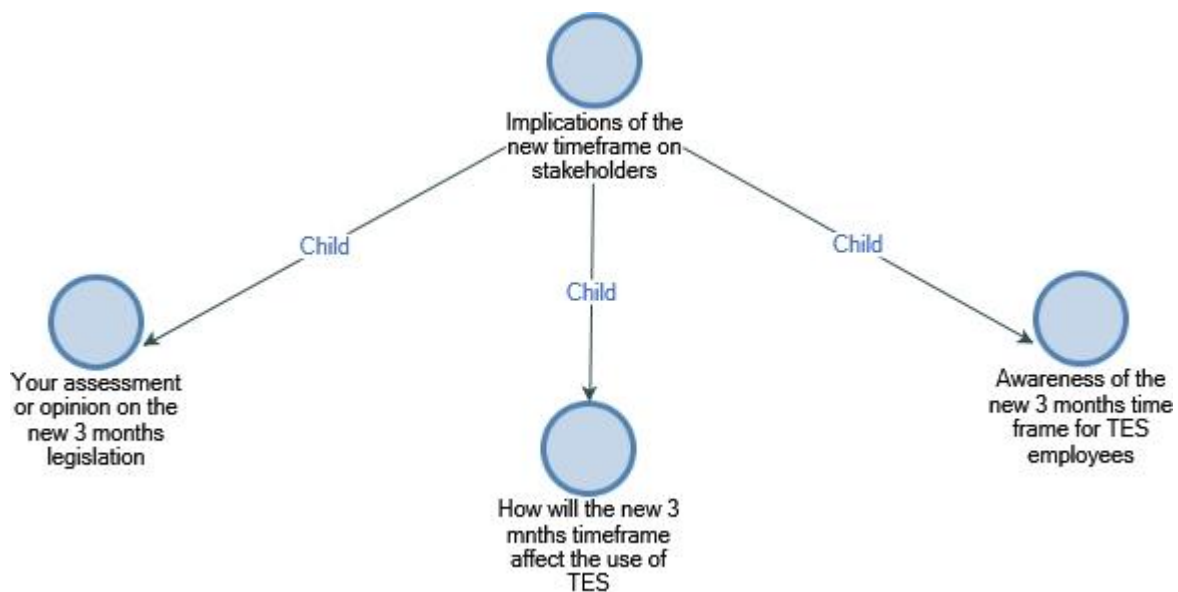 Implications of the
new timeframe on
stakeholders
Child
Child
Child
Your assessment
or opinion on the
new 3 months
legislation
How will the new 3
mnths timeframe
affect the use of
TES
Awareness of the
new 3 months time
frame for TES
employees